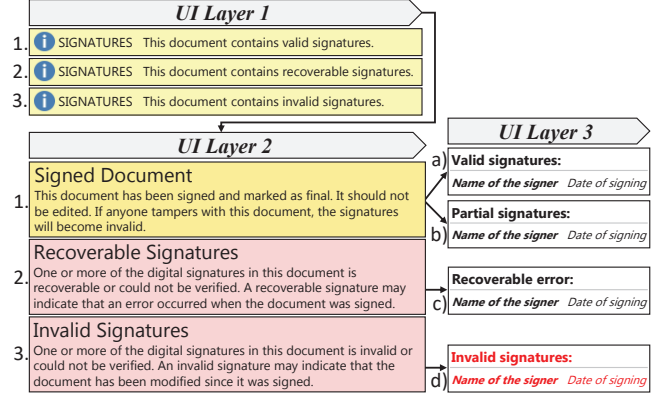 UI Layer 1
1. i SIGNATURES This document contains valid signatures.
2. i SIGNATURES This document contains recoverable signatures.
3. i SIGNATURES This document contains invalid signatures.
UI Layer 2
1.
Signed Document
This document has been signed and marked as final. It should not
be edited. If anyone tampers with this document, the signatures
will become invalid.
2.
Recoverable Signatures
One or more of the digital signatures in this document is
recoverable or could not be verified. A recoverable signature may
indicate that an error occurred when the document was signed.
3.
Invalid Signatures
One or more of the digital signatures in this document is invalid or
could not be verified. An invalid signature may indicate that the
document has been modified since it was signed.
UI Layer 3
a)
Valid signatures:
Name of the signer Date of signing
b)
Partial signatures:
Name of the signer Date of signing
c)
Recoverable error:
Name of the signer Date of signing
d)
Invalid signatures:
Name of the signer Date of signing